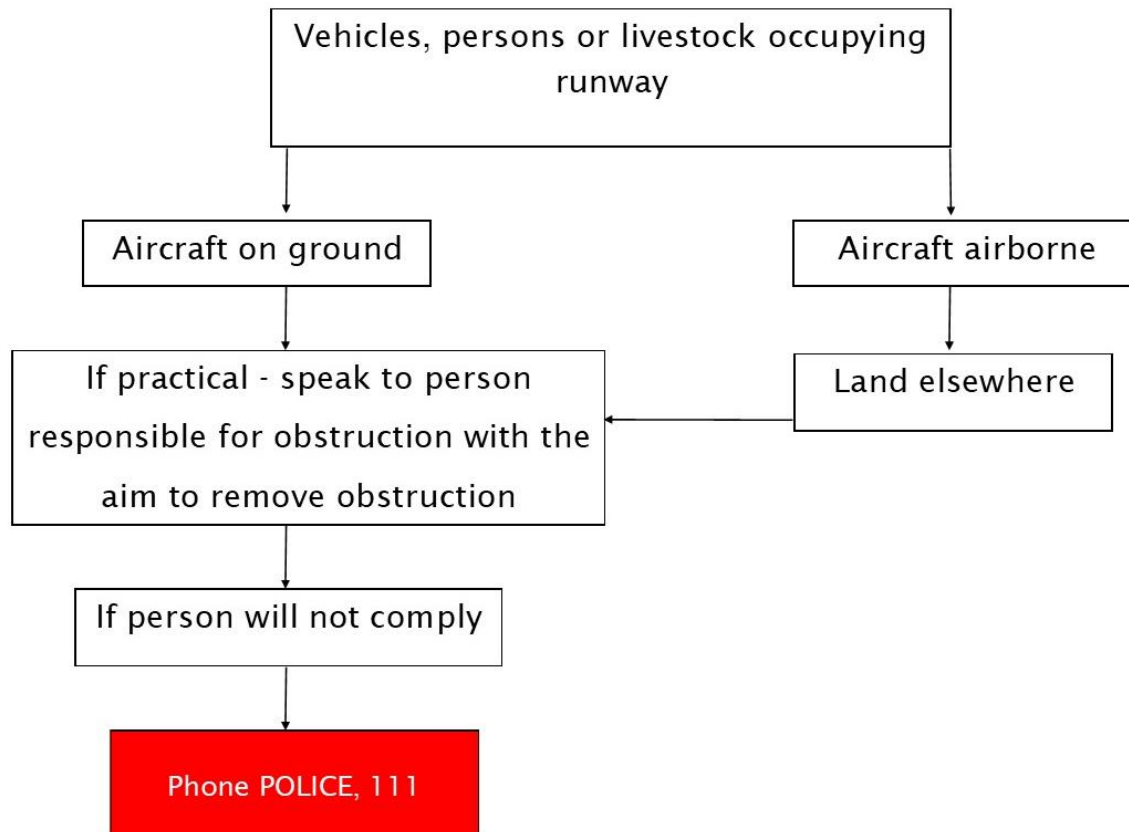 Vehicles, persons or livestock occupying
runway
Aircraft on ground
Aircraft airborne
If practical - speak to person
responsible for obstruction with the
aim to remove obstruction
Land elsewhere
If person will not comply
Phone POLICE, 111